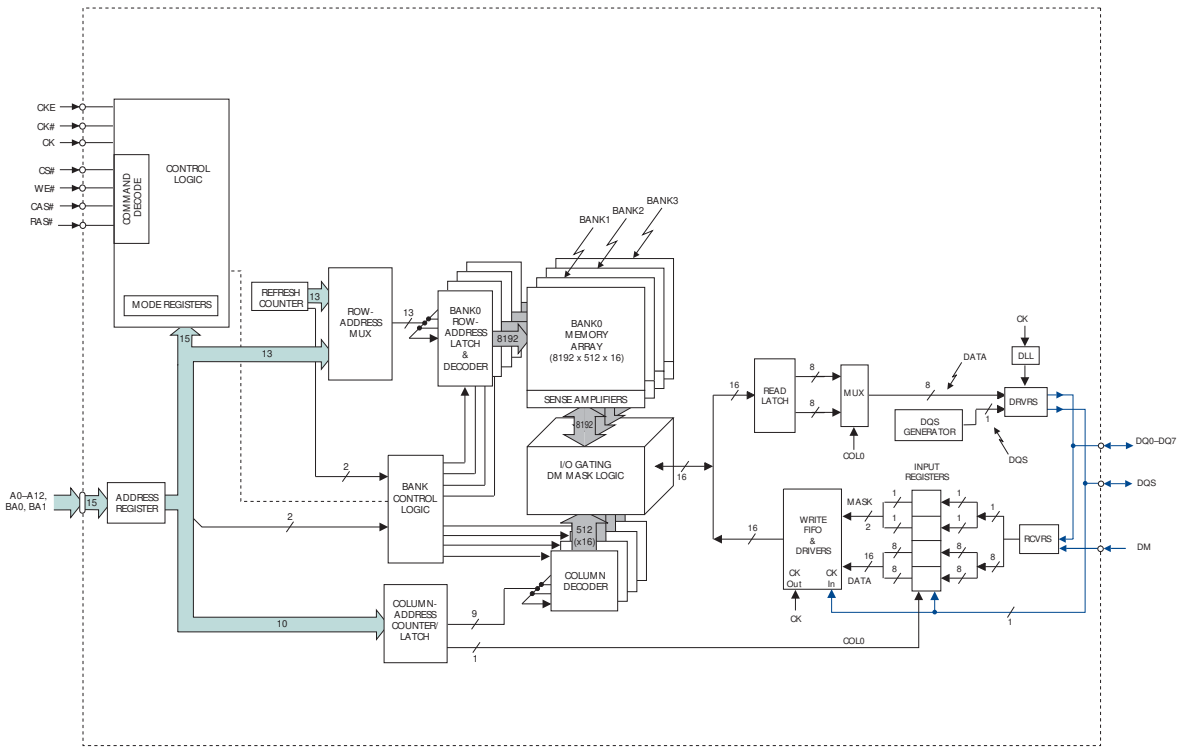 CKE
CK#
CK
CS#
WE#
CAS#
RAS#
COMMAND
DECODE
CONTROL
LOGIC
MODE REGISTERS
15
REFRESH
COUNTER
13
13
ROW-
ADDRESS
MUX
13
BANK0
ROW-
ADDRESS
LATCH
&
DECODER
8192
BANK1
BANK2
BANK3
BANK0
MEMORY
ARRAY
(8192 x 512 x 16)
SENSE AMPLIFIERS
8192
I/O GATING
DM MASK LOGIC
16
A0–A12,
BA0, BA1
15
ADDRESS
REGISTER
2
2
BANK
CONTROL
LOGIC
512
(x16)
COLUMN
DECODER
10
COLUMN-
ADDRESS
COUNTER/
LATCH
9
1
COL0
16
READ
LATCH
8
8
MUX
COL0
8
DATA
CK
DLL
DRVRS
DQS
GENERATOR
1
DQS
DQ0–DQ7
DQS
DM
INPUT
REGISTERS
16
WRITE
FIFO
&
DRIVERS
CK
Out
CK
In
CK
MASK
2
16
DATA
1
1
8
8
1
1
8
8
1
8
RCVRS
1